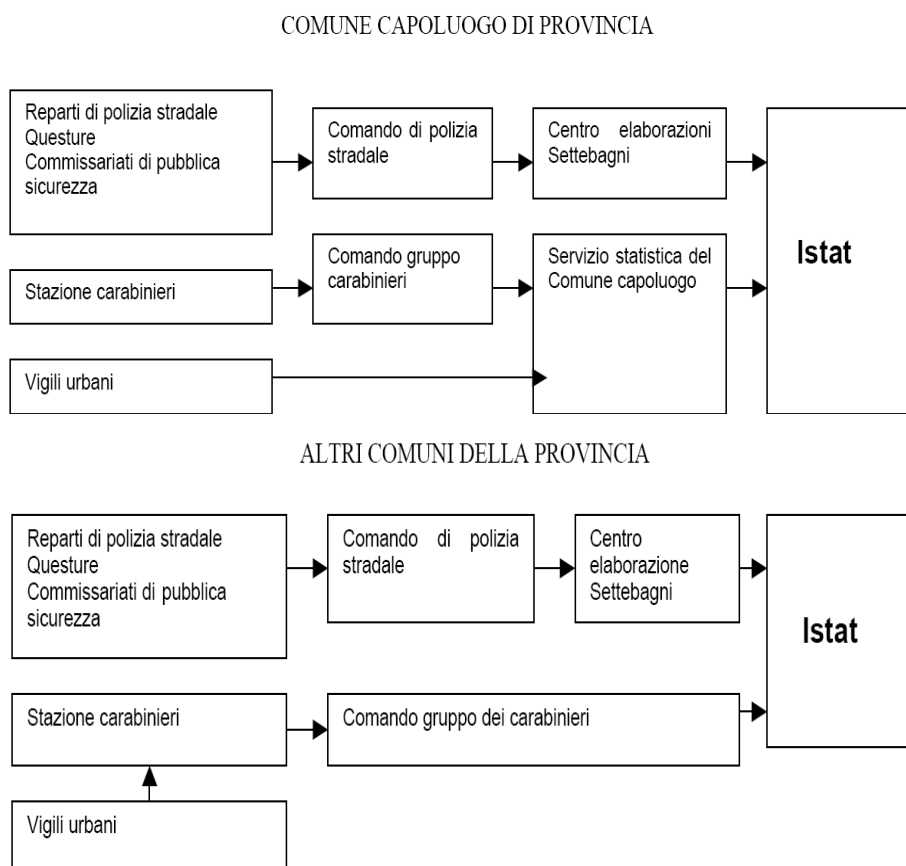 COMUNE CAPOLUOGO DI PROVINCIA
Reparti di polizia stradale
Questure
Commissariati di pubblica
sicurezza
Comando di polizia
stradale
Centro elaborazioni
Settebagni
Istat
Stazione carabinieri
Comando gruppo
carabinieri
Servizio statistica del
Comune capoluogo
Vigili urbani
ALTRI COMUNI DELLA PROVINCIA
Reparti di polizia stradale
Questure
Commissariati di pubblica
sicurezza
Comando di polizia
stradale
Centro
elaborazione
Settebagni
Istat
Stazione carabinieri
Comando gruppo dei carabinieri
Vigili urbani